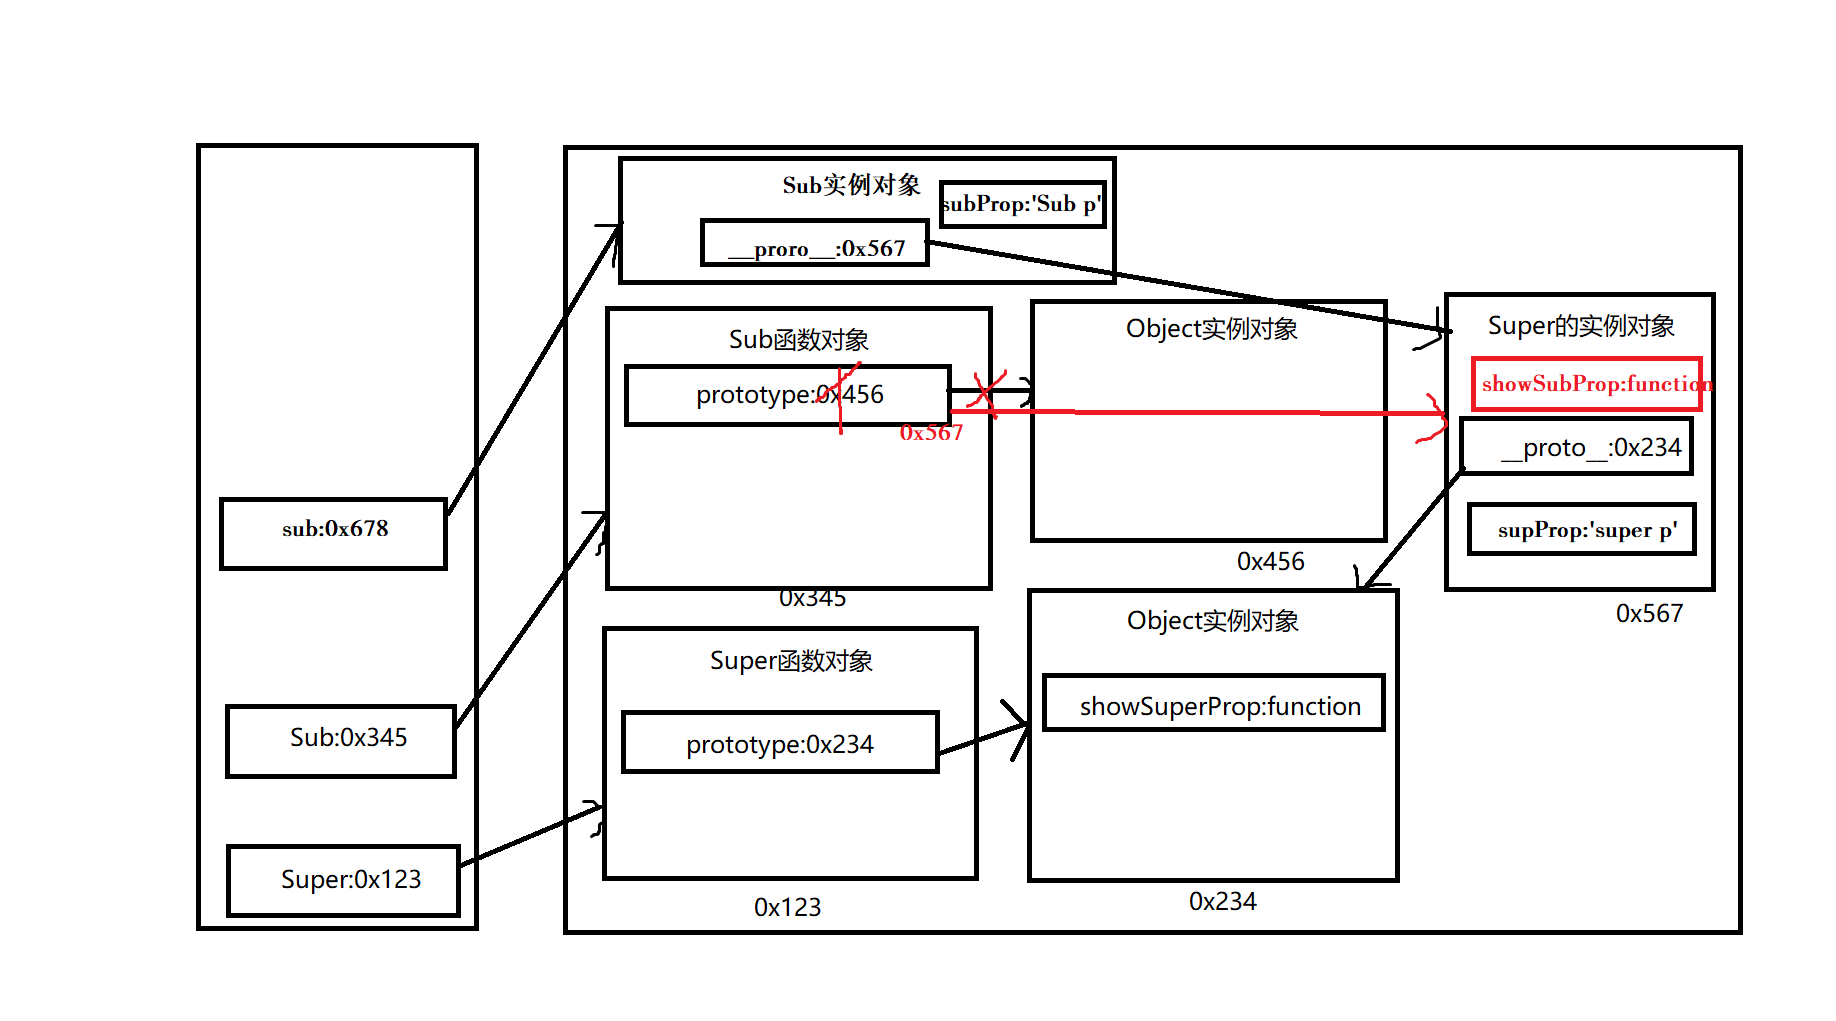 Sub实例对象
subProp:'Sub p'
__proro__:0x567
Sub函数对象
prototype:0x456
0x567
0x345
Object实例对象
0x456
Super的实例对象
showSubProp:function
__proto__:0x234
supProp:'super p'
0x567
sub:0x678
Sub:0x345
Super:0x123
Super函数对象
prototype:0x234
0x123
Object实例对象
showSuperProp:function
0x234